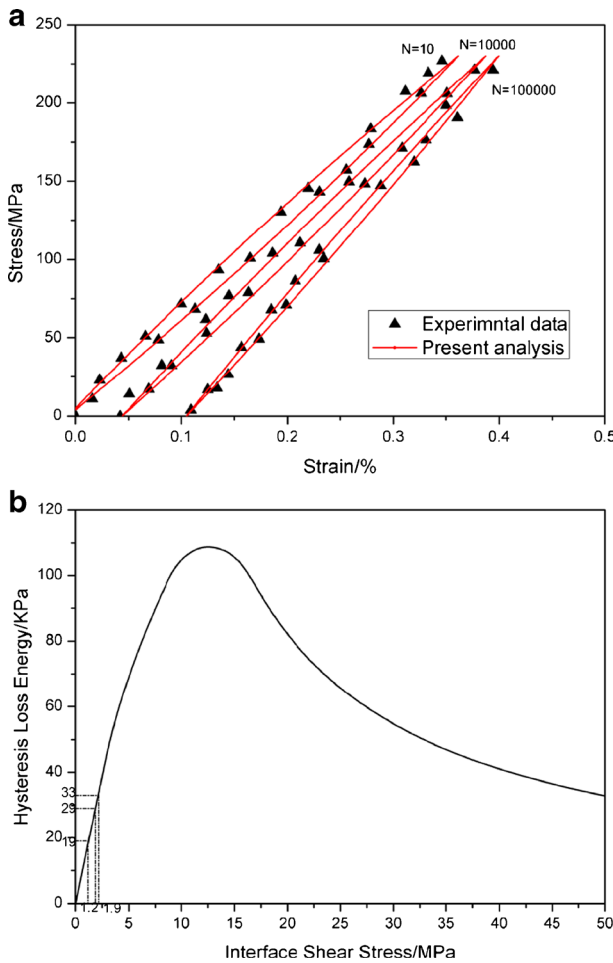 a
250
200
150
100
50
0
Stress/MPa
N=10
N=10000
N=100000
Experimntal data
Present analysis
0.0 0.1 0.2 0.3 0.4 0.5
Strain/%
b
120
100
80
60
40
20
0
33
29
19
Hysteresis Loss Energy/KPa
1.2 1.9
0 5 10 15 20 25 30 35 40 45 50
Interface Shear Stress/MPa